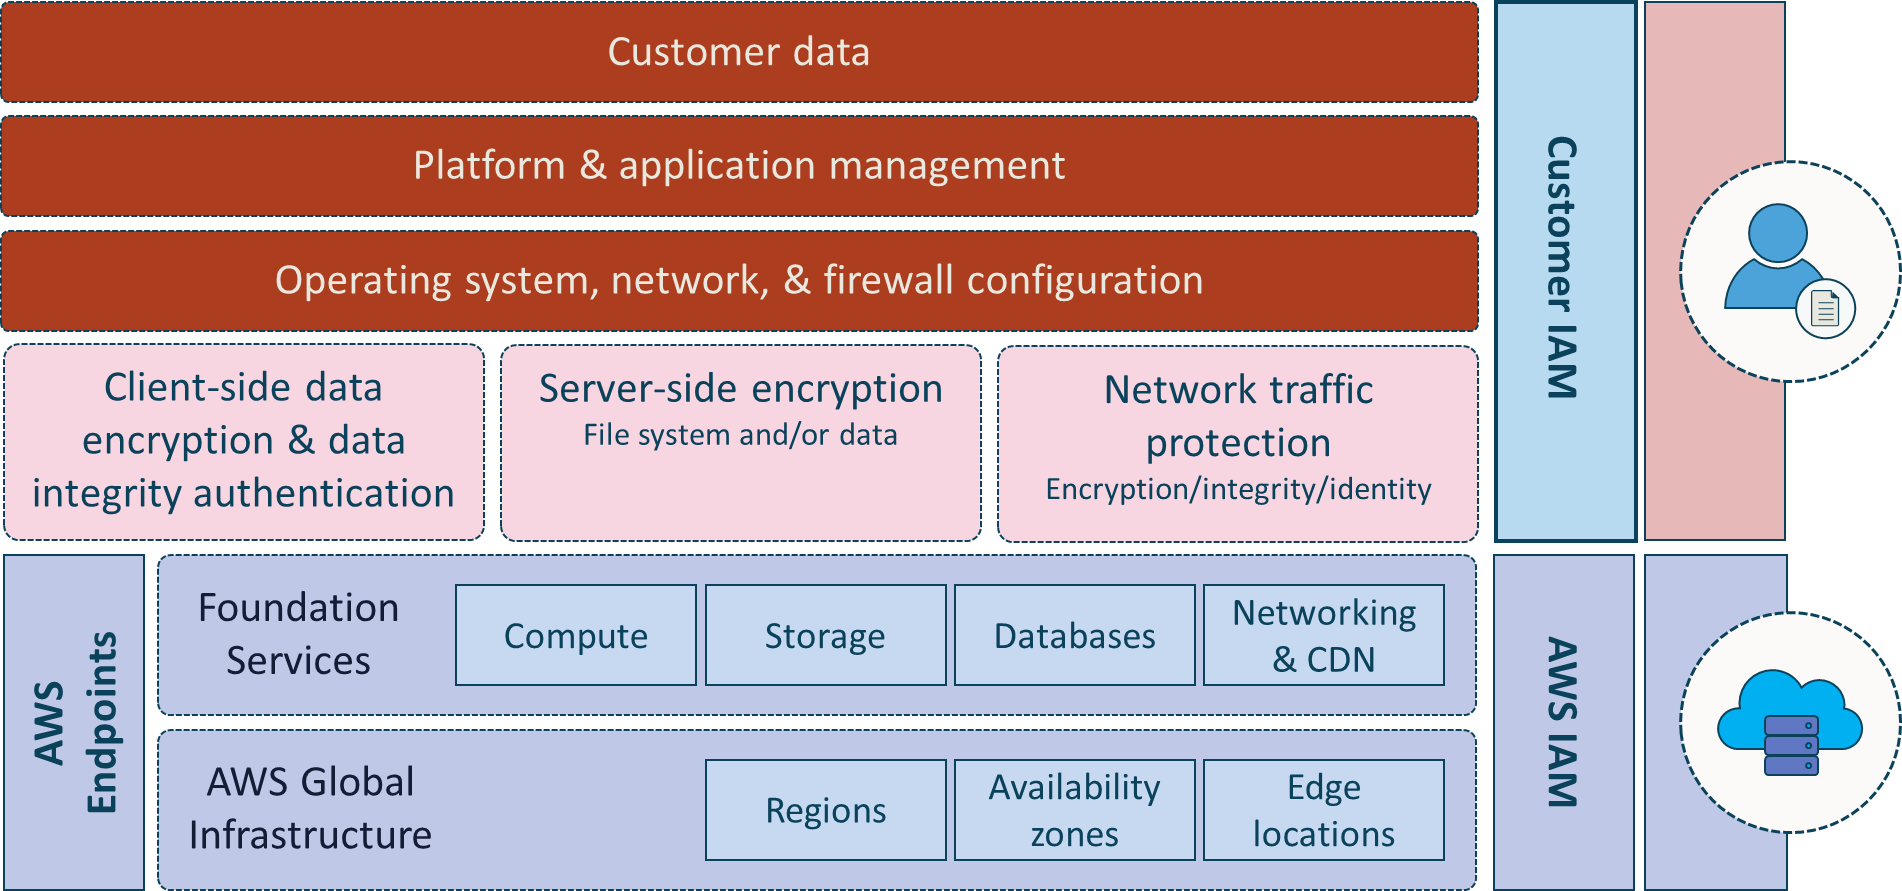 Customer data
Platform & application management
Operating system, network, & firewall configuration
Client-side data
encryption & data
integrity authentication
Server-side encryption
File system and/or data
Network traffic
protection
Encryption/integrity/identity
Customer IAM
AWS
Endpoints
Foundation
Services
Compute
Storage
Databases
Networking
& CDN
AWS Global
Infrastructure
Regions
Availability
zones
Edge
locations
AWS IAM